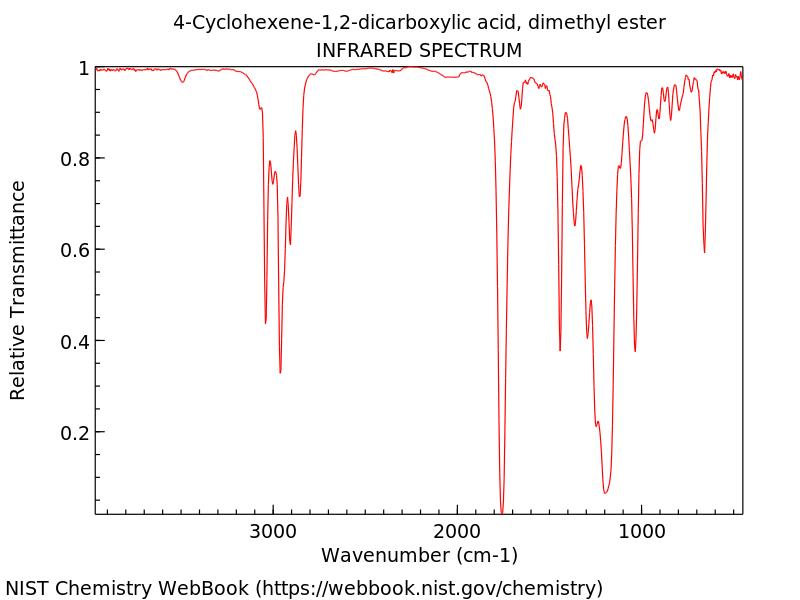 4-Cyclohexene-1,2-dicarboxylic acid, dimethyl ester
INFRARED SPECTRUM
1
0.8
0.6
0.4
0.2
Relative Transmittance
3000 2000 1000
Wavenumber (cm-1)
NIST Chemistry WebBook (https://webbook.nist.gov/chemistry)